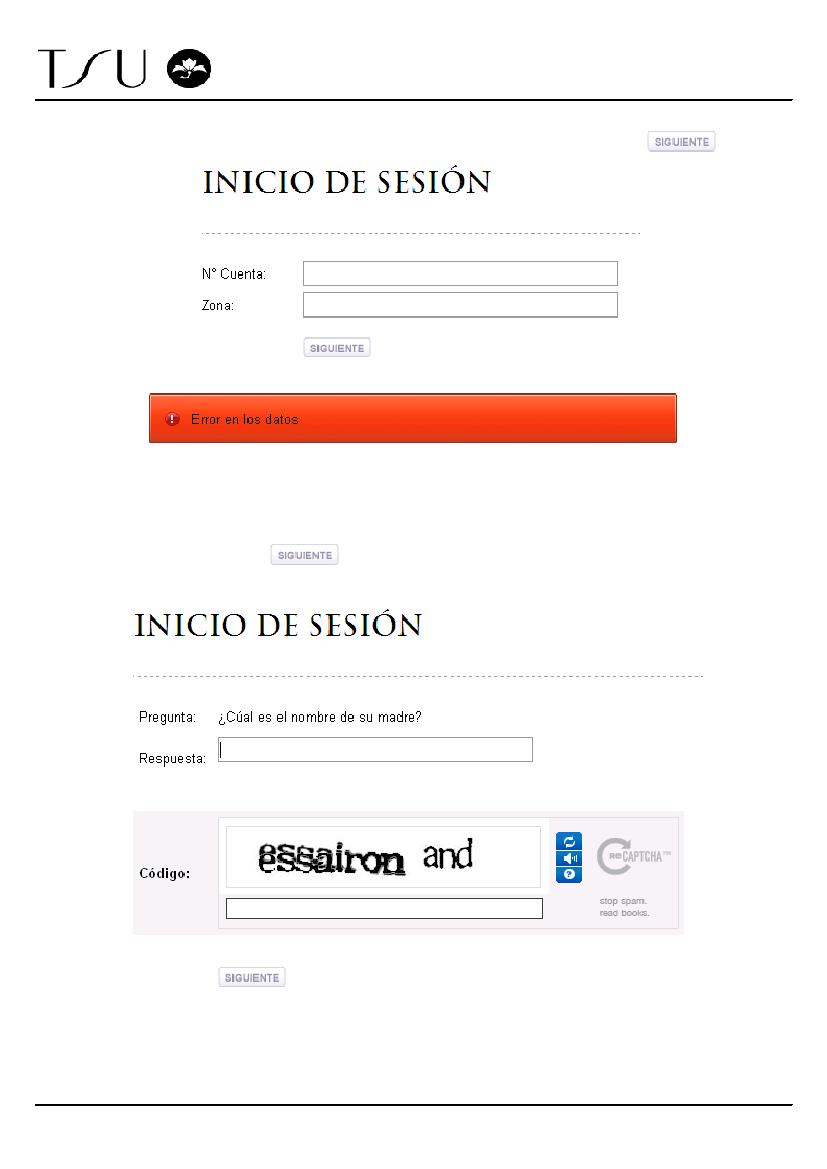 TSU
SIGUIENTE
INICIO DE SESIÓN
N° Cuenta:
Zona:
SIGUIENTE
Error en los datos
SIGUIENTE
INICIO DE SESIÓN
Pregunta: ¿Cúal es el nombre de su madre?
Respuesta:
essairon and
Código:
reCAPTCHA™
stop spam.
read books.
SIGUIENTE